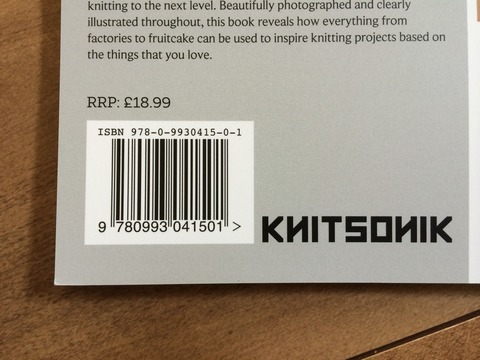 knitting to the next level. Beautifully photographed and clearly
illustrated throughout, this book reveals how everything from
factories to fruitcake can be used to inspire knitting projects based on
the things that you love.
RRP: £18.99
ISBN 978-0-9930415-0-1
9 780993 041501 >
KNITSONIK